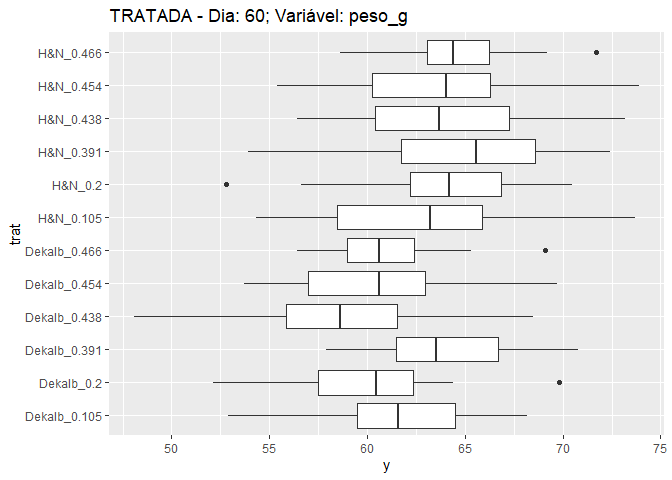 TRATADA - Dia: 60; Variável: peso_g
H&N_0.466
H&N_0.454
H&N_0.438
H&N_0.391
H&N_0.2
H&N_0.105
Dekalb_0.466
Dekalb_0.454
Dekalb_0.438
Dekalb_0.391
Dekalb_0.2
Dekalb_0.105
trat
50 55 60 65 70 75
y